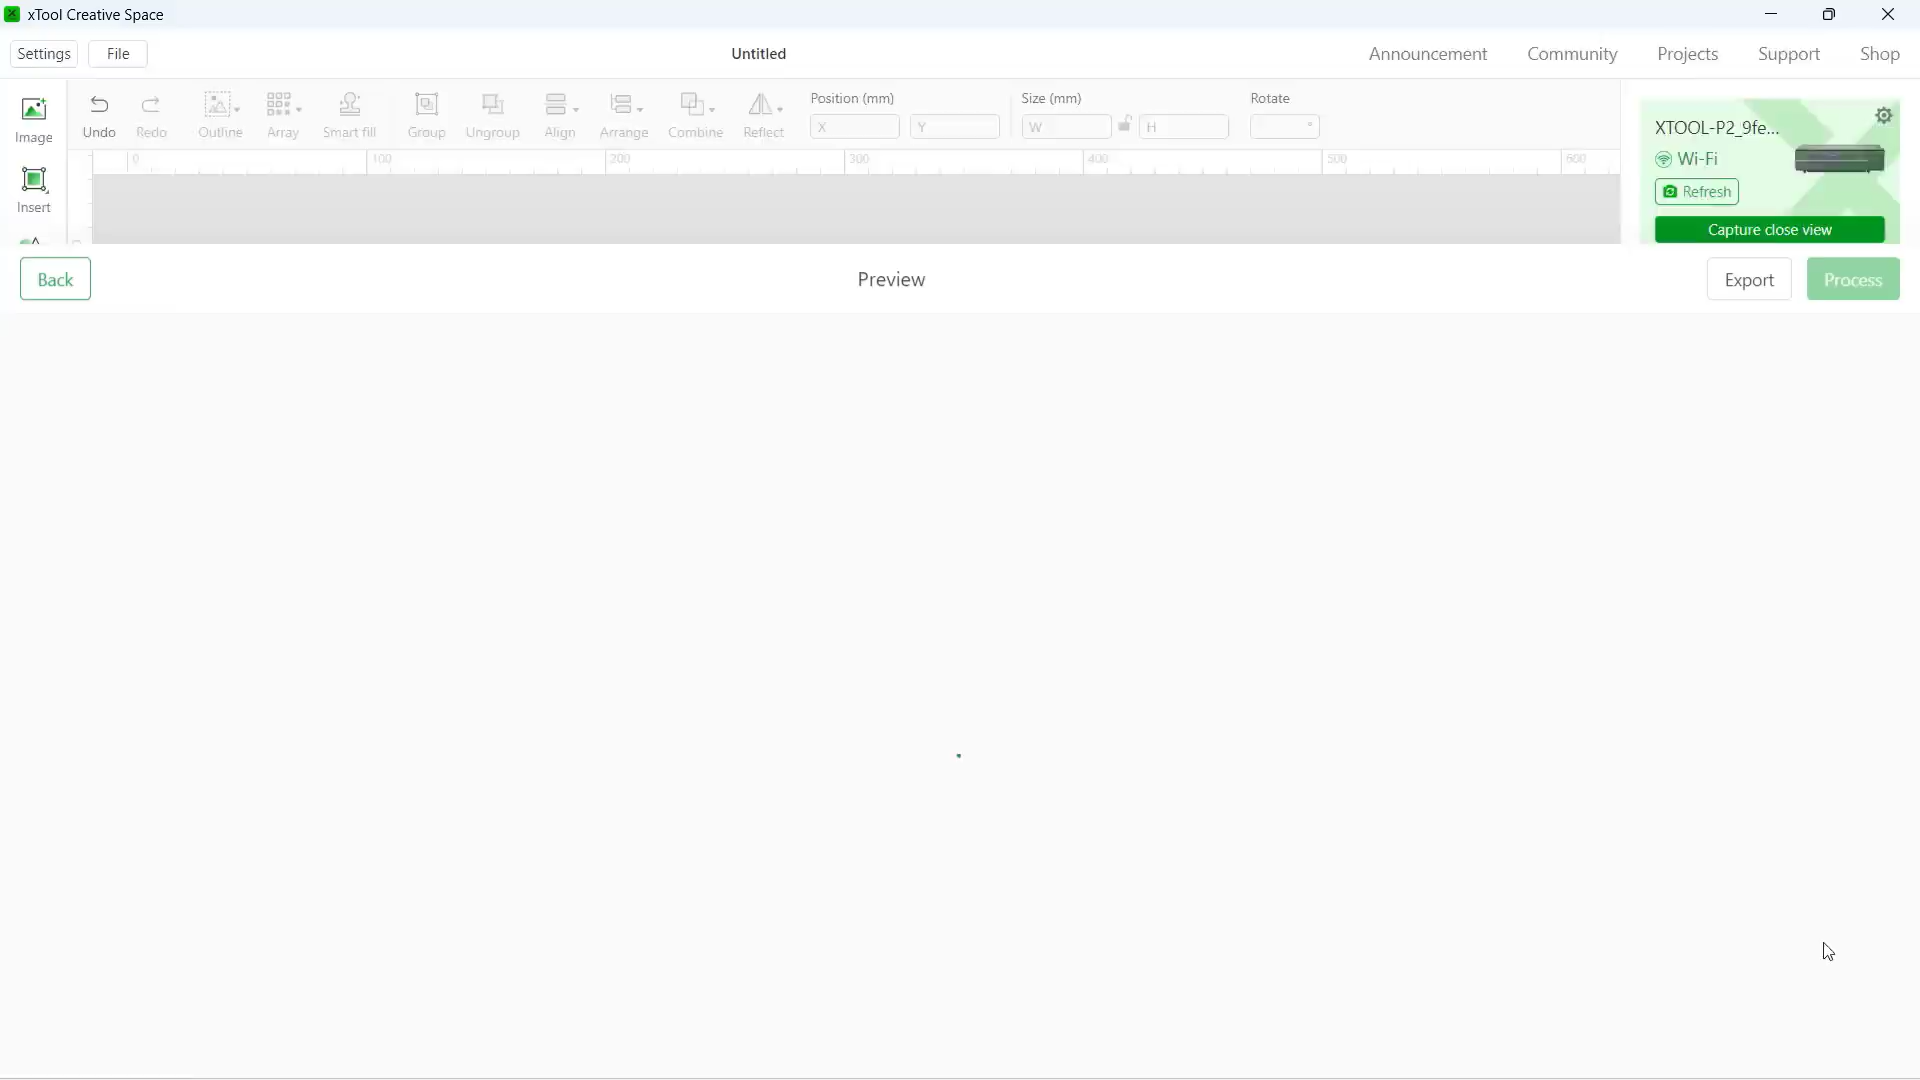 xTool Creative Space
Settings File Untitled Announcement Community Projects Support Shop
Image
Undo Redo Outline Array Smart fill Group Ungroup Align Arrange Combine Reflect
Position (mm) Size (mm) Rotate
X Y W H °
0 100 200 300 400 500 600
Insert
XTOOL-P2_9fe...
Wi-Fi
Refresh
Capture close view
Back Preview Export Process